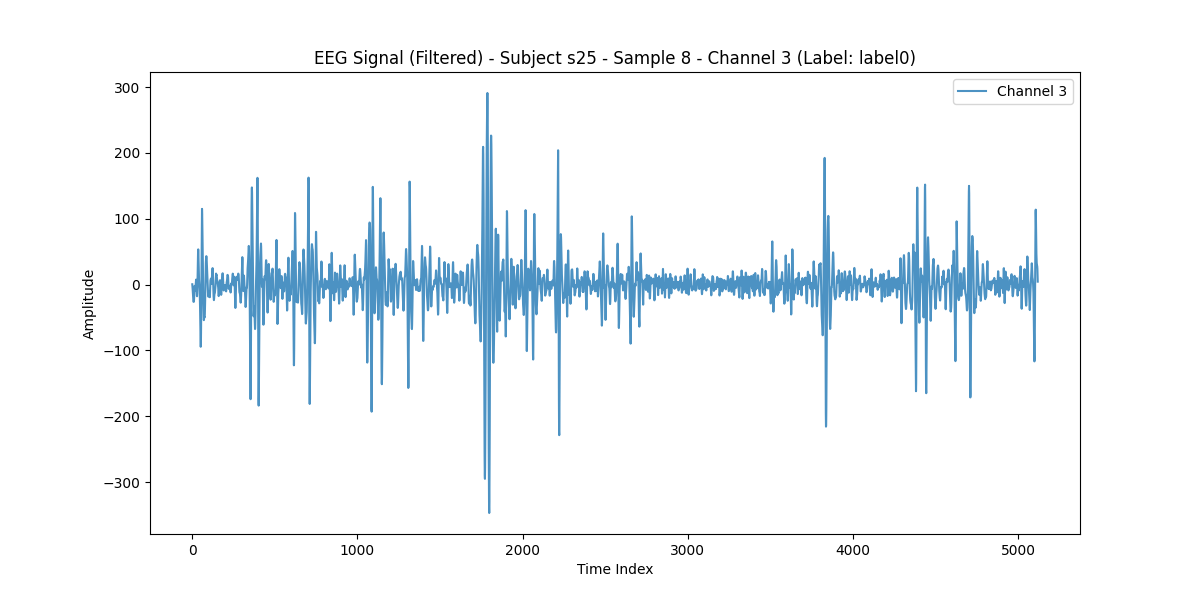 EEG Signal (Filtered) - Subject s25 - Sample 8 - Channel 3 (Label: label0)
Channel 3
300
200
100
0
−100
−200
−300
Amplitude
0 1000 2000 3000 4000 5000
Time Index